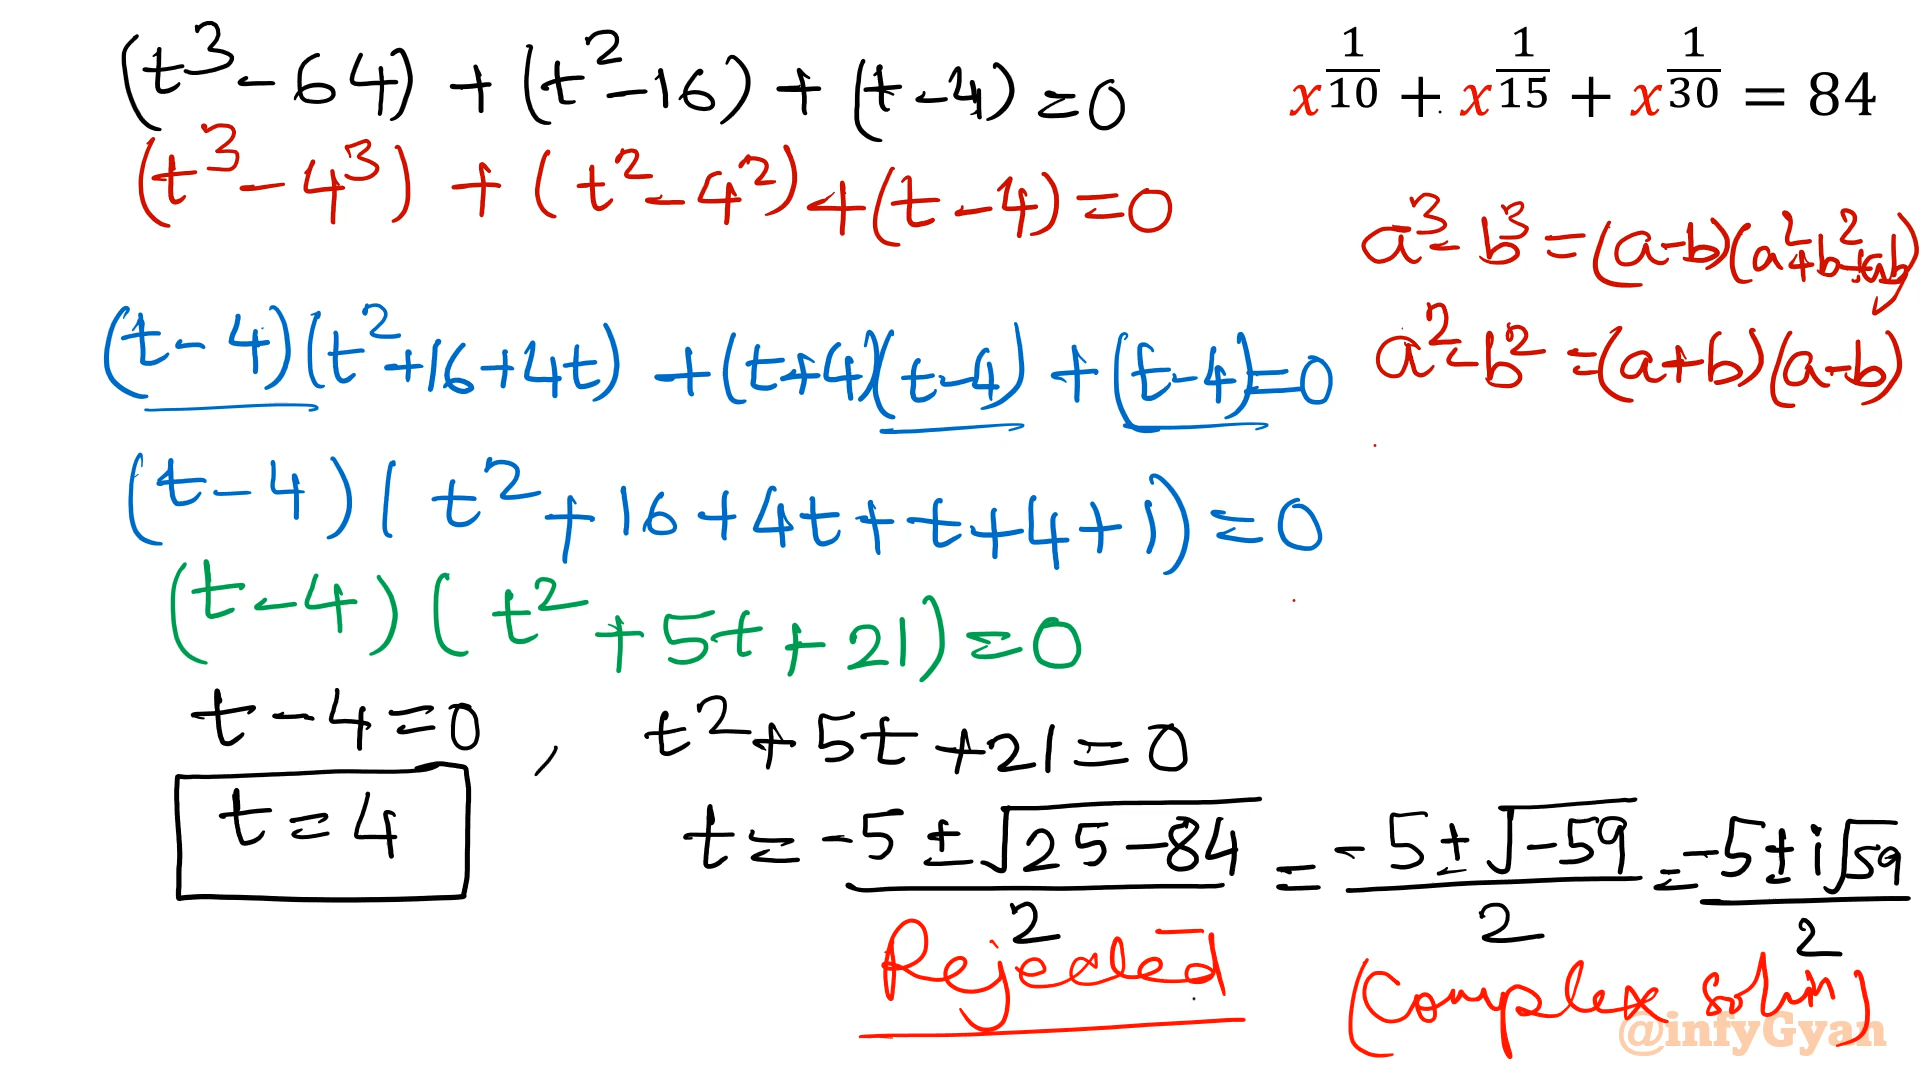 (t³ - 64) + (t² - 16) + (t - 4) = 0
x^(1/10) + x^(1/15) + x^(1/30) = 84
(t³ - 4³) + (t² - 4²) + (t - 4) = 0
a³ - b³ = (a - b)(a² + b² + ab)
a² - b² = (a + b)(a - b)
(t - 4)(t² + 16 + 4t) + (t + 4)(t - 4) + (t - 4) = 0
(t - 4)(t² + 16 + 4t + t + 4 + 1) = 0
(t - 4)(t² + 5t + 21) = 0
t - 4 = 0 , t² + 5t + 21 = 0
t = 4
t = (-5 ± √(25 - 84))/2 = (-5 ± √(-59))/2 = (-5 ± i√59)/2
Rejected
(Complex solun)
@infyGyan